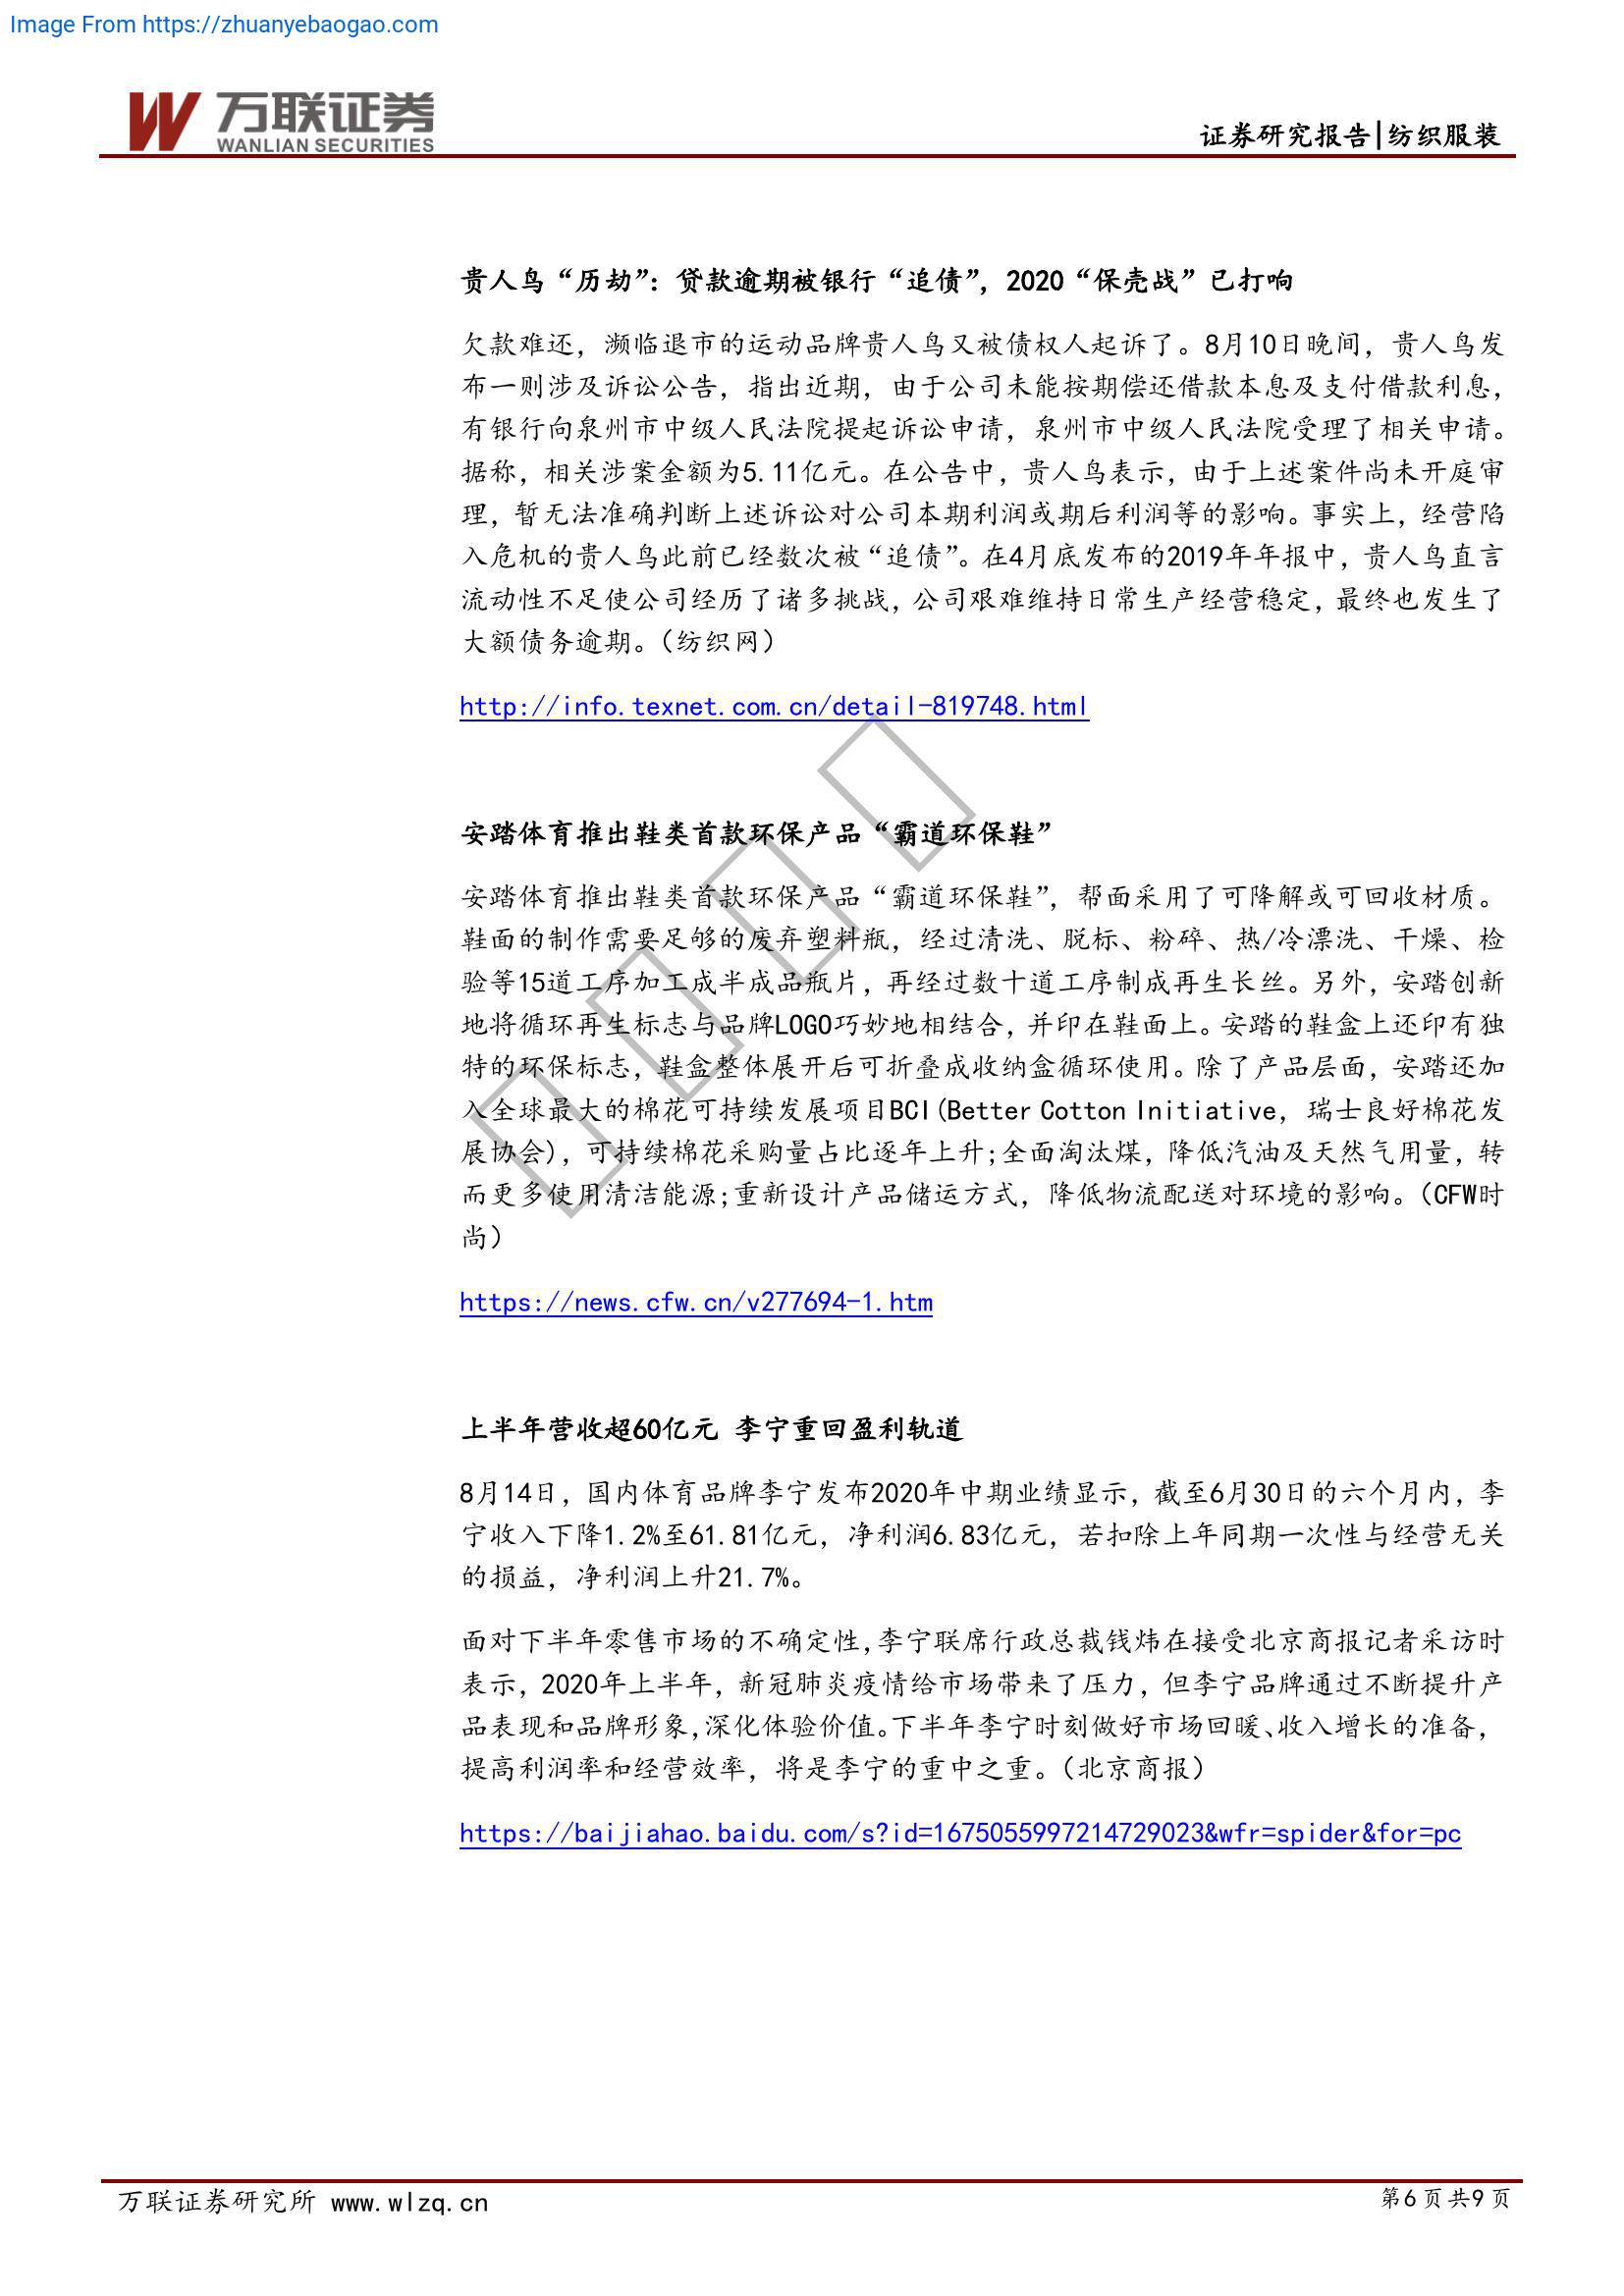 Image From https://zhuanyebaogao.com
万联证券
WANLIAN SECURITIES
证券研究报告|纺织服装
贵人鸟“历劫”：贷款逾期被银行“追债”，2020“保壳战”已打响
欠款难还，濒临退市的运动品牌贵人鸟又被债权人起诉了。8月10日晚间，贵人鸟发
布一则涉及诉讼公告，指出近期，由于公司未能按期偿还借款本息及支付借款利息，
有银行向泉州市中级人民法院提起诉讼申请，泉州市中级人民法院受理了相关申请。
据称，相关涉案金额为5.11亿元。在公告中，贵人鸟表示，由于上述案件尚未开庭审
理，暂无法准确判断上述诉讼对公司本期利润或期后利润等的影响。事实上，经营陷
入危机的贵人鸟此前已经数次被“追债”。在4月底发布的2019年年报中，贵人鸟直言
流动性不足使公司经历了诸多挑战，公司艰难维持日常生产经营稳定，最终也发生了
大额债务逾期。（纺织网）
http://info.texnet.com.cn/detail-819748.html
安踏体育推出鞋类首款环保产品“霸道环保鞋”
安踏体育推出鞋类首款环保产品“霸道环保鞋”，帮面采用了可降解或可回收材质。
鞋面的制作需要足够的废弃塑料瓶，经过清洗、脱标、粉碎、热/冷漂洗、干燥、检
验等15道工序加工成半成品瓶片，再经过数十道工序制成再生长丝。另外，安踏创新
地将循环再生标志与品牌LOGO巧妙地相结合，并印在鞋面上。安踏的鞋盒上还印有独
特的环保标志，鞋盒整体展开后可折叠成收纳盒循环使用。除了产品层面，安踏还加
入全球最大的棉花可持续发展项目BCI(Better Cotton Initiative，瑞士良好棉花发
展协会)，可持续棉花采购量占比逐年上升;全面淘汰煤，降低汽油及天然气用量，转
而更多使用清洁能源;重新设计产品储运方式，降低物流配送对环境的影响。（CFW时
尚）
https://news.cfw.cn/v277694-1.htm
上半年营收超60亿元 李宁重回盈利轨道
8月14日，国内体育品牌李宁发布2020年中期业绩显示，截至6月30日的六个月内，李
宁收入下降1.2%至61.81亿元，净利润6.83亿元，若扣除上年同期一次性与经营无关
的损益，净利润上升21.7%。
面对下半年零售市场的不确定性，李宁联席行政总裁钱炜在接受北京商报记者采访时
表示，2020年上半年，新冠肺炎疫情给市场带来了压力，但李宁品牌通过不断提升产
品表现和品牌形象，深化体验价值。下半年李宁时刻做好市场回暖、收入增长的准备，
提高利润率和经营效率，将是李宁的重中之重。（北京商报）
https://baijiahao.baidu.com/s?id=1675055997214729023&wfr=spider&for=pc
万联证券研究所 www.wlzq.cn
第6页共9页